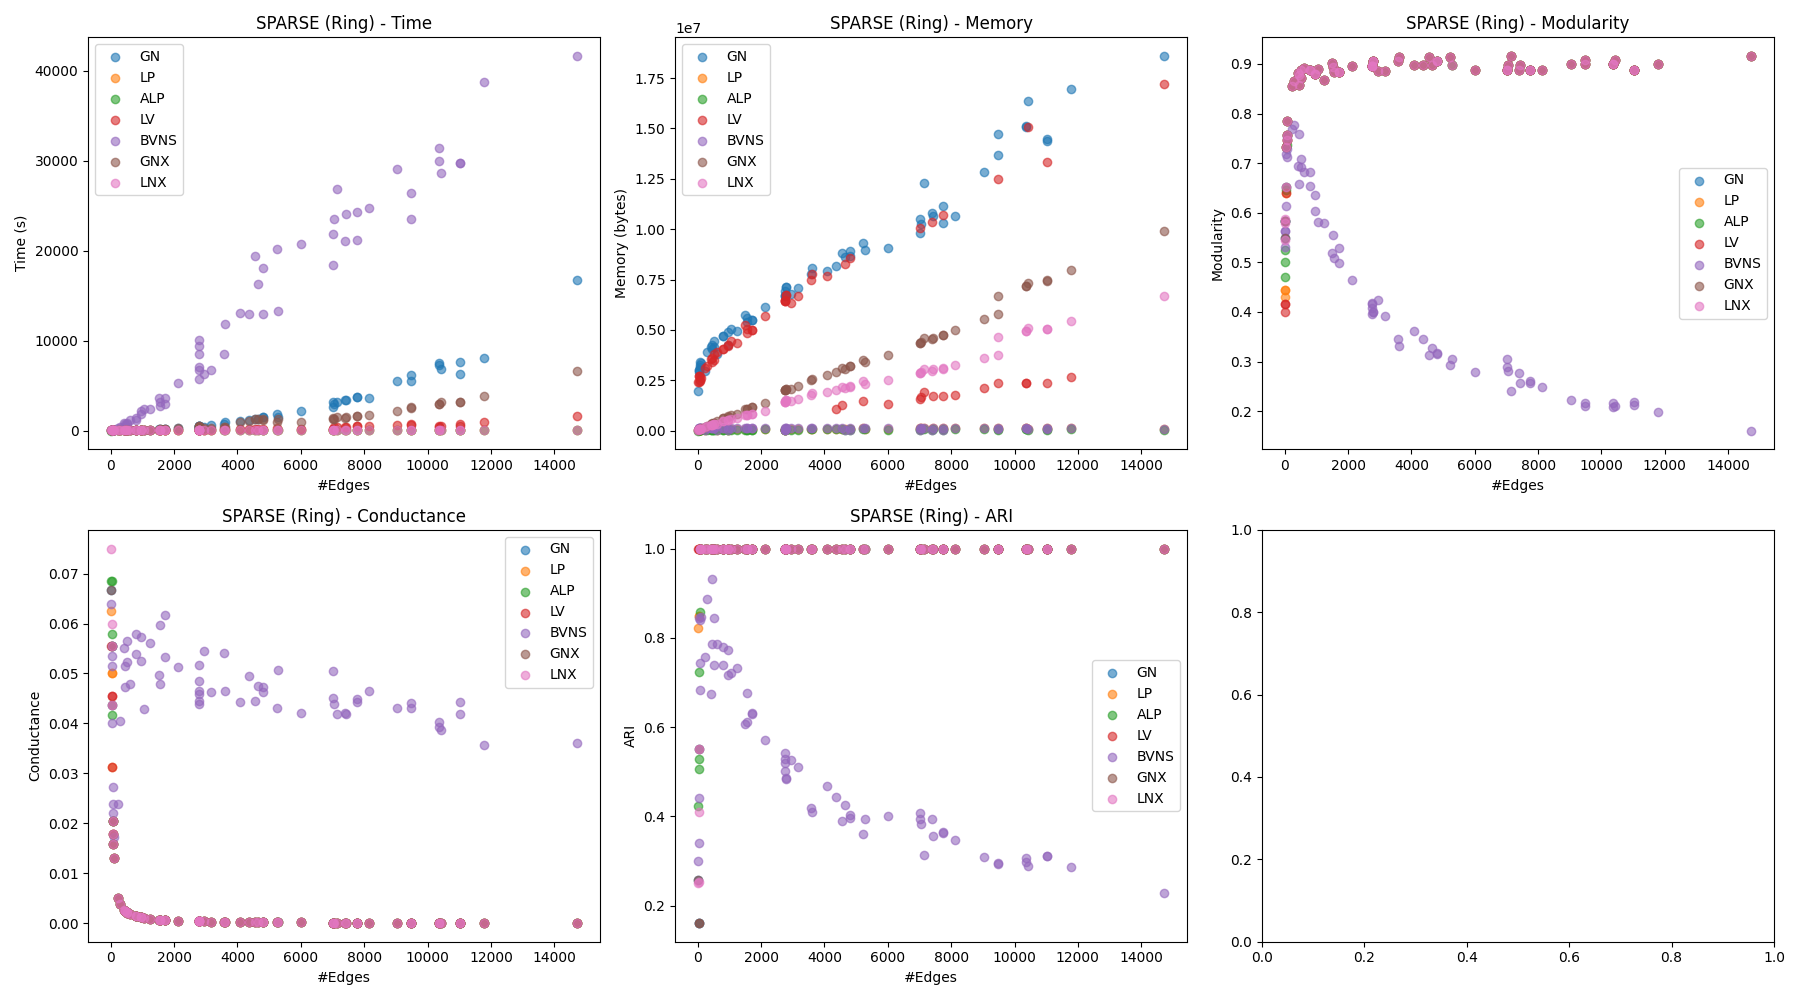 SPARSE (Ring) - Time
Time (s)
40000
30000
20000
10000
0
0 2000 4000 6000 8000 10000 12000 14000
#Edges
GN
LP
ALP
LV
BVNS
GNX
LNX
SPARSE (Ring) - Memory
1e7
Memory (bytes)
1.75
1.50
1.25
1.00
0.75
0.50
0.25
0.00
0 2000 4000 6000 8000 10000 12000 14000
#Edges
GN
LP
ALP
LV
BVNS
GNX
LNX
SPARSE (Ring) - Modularity
Modularity
0.9
0.8
0.7
0.6
0.5
0.4
0.3
0.2
0 2000 4000 6000 8000 10000 12000 14000
#Edges
GN
LP
ALP
LV
BVNS
GNX
LNX
SPARSE (Ring) - Conductance
Conductance
0.07
0.06
0.05
0.04
0.03
0.02
0.01
0.00
0 2000 4000 6000 8000 10000 12000 14000
#Edges
GN
LP
ALP
LV
BVNS
GNX
LNX
SPARSE (Ring) - ARI
ARI
1.0
0.8
0.6
0.4
0.2
0 2000 4000 6000 8000 10000 12000 14000
#Edges
GN
LP
ALP
LV
BVNS
GNX
LNX
1.0
0.8
0.6
0.4
0.2
0.0
0.0 0.2 0.4 0.6 0.8 1.0